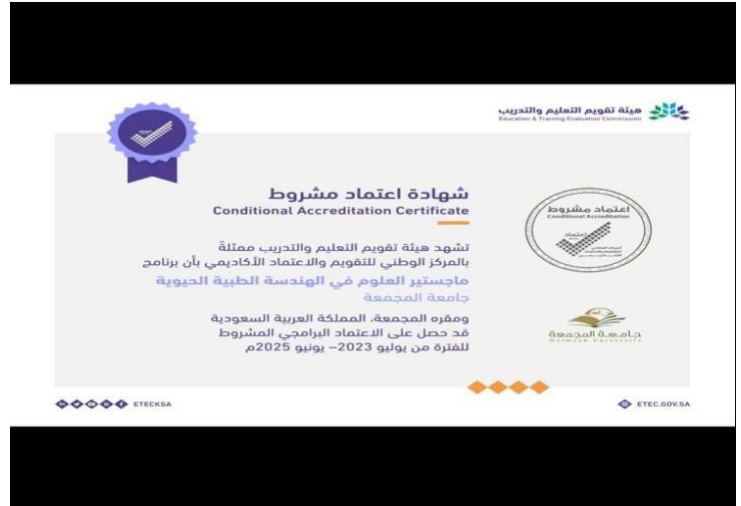 هيئة تقويم التعليم والتدريب
Education & Training Evaluation Commission
شهادة اعتماد مشروط
Conditional Accreditation Certificate
اعتماد مشروط
Conditional Accreditation
اعتماد
تشهد هيئة تقويم التعليم والتدريب ممثلةً
بالمركز الوطني للتقويم والاعتماد الأكاديمي بأن برنامج
ماجستير العلوم في الهندسة الطبية الحيوية
جامعة المجمعة
ومقره المجمعة، المملكة العربية السعودية
قد حصل على الاعتماد البرامجي المشروط
للفترة من يوليو 2023– يونيو 2025م
جامعة المجمعة
ETECKSA
ETEC.GOV.SA